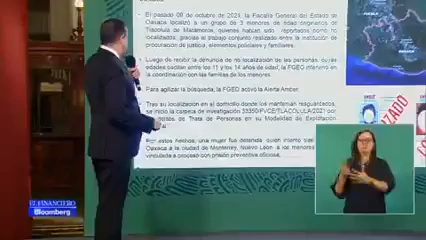 El pasado 08 de octubre de 2021, la Fiscalía General del Estado de
Oaxaca localizó a un grupo de 3 menores de edad originarios de
Tlacolula de Matamoros, quienes habían sido reportados
como no localizados; gracias al trabajo conjunto realizado entre la institución de
procuración de justicia, elementos policiales y familiares.
Luego de recibir la denuncia de no localización de las personas, cuyas
edades oscilan entre los 11 y los 14 años de edad, la FGEO intervino en
la coordinación con las familias de los menores.
Para agilizar la búsqueda, la FGEO activó la Alerta Amber.
Tras su localización en el domicilio donde los mantenían resguardados,
se inició la carpeta de investigación
de Trata de Personas en su Modalidad de Explotación
Por estos hechos, una mujer fue detenida, quien intentó
Oaxaca a la ciudad de Monterrey, Nuevo León, a los menores
vinculada a proceso con prisión preventiva oficiosa.
PUEBLA
EL FINANCIERO
Bloomberg